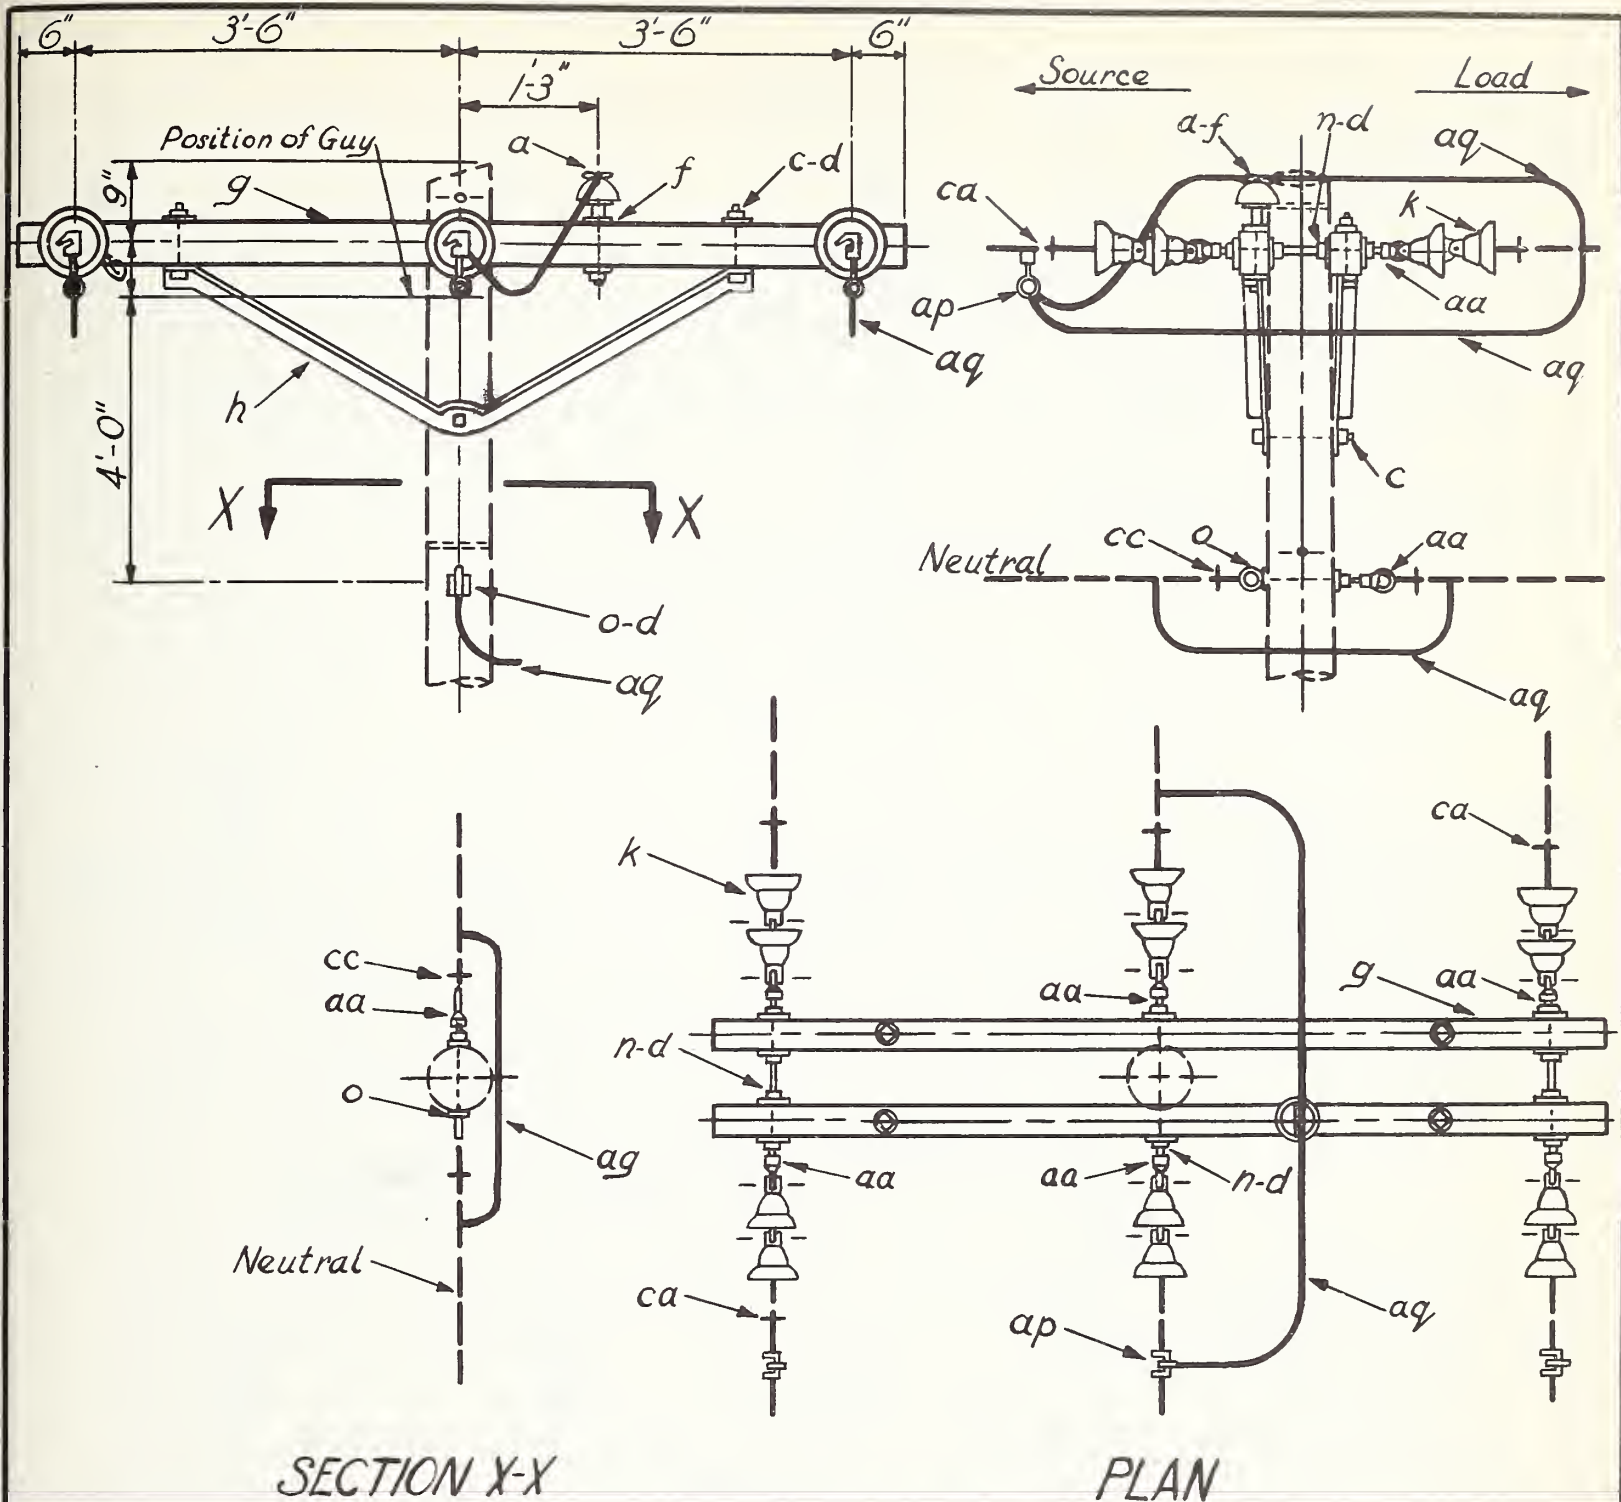 6" 3'-6" 3'-6" 6"
1'-3"
Position of Guy
a
f
c-d
g
9"
6"
h
4'-0"
aq
X X
o-d
aq
Source Load
a-f
n-d
aq
ca
k
ap
aa
aq
c
Neutral
cc
o
aa
aq
cc
aa
o
ag
Neutral
k
ca
aa
g
aa
n-d
aa
aa
n-d
ca
ap
aq
SECTION X-X
PLAN